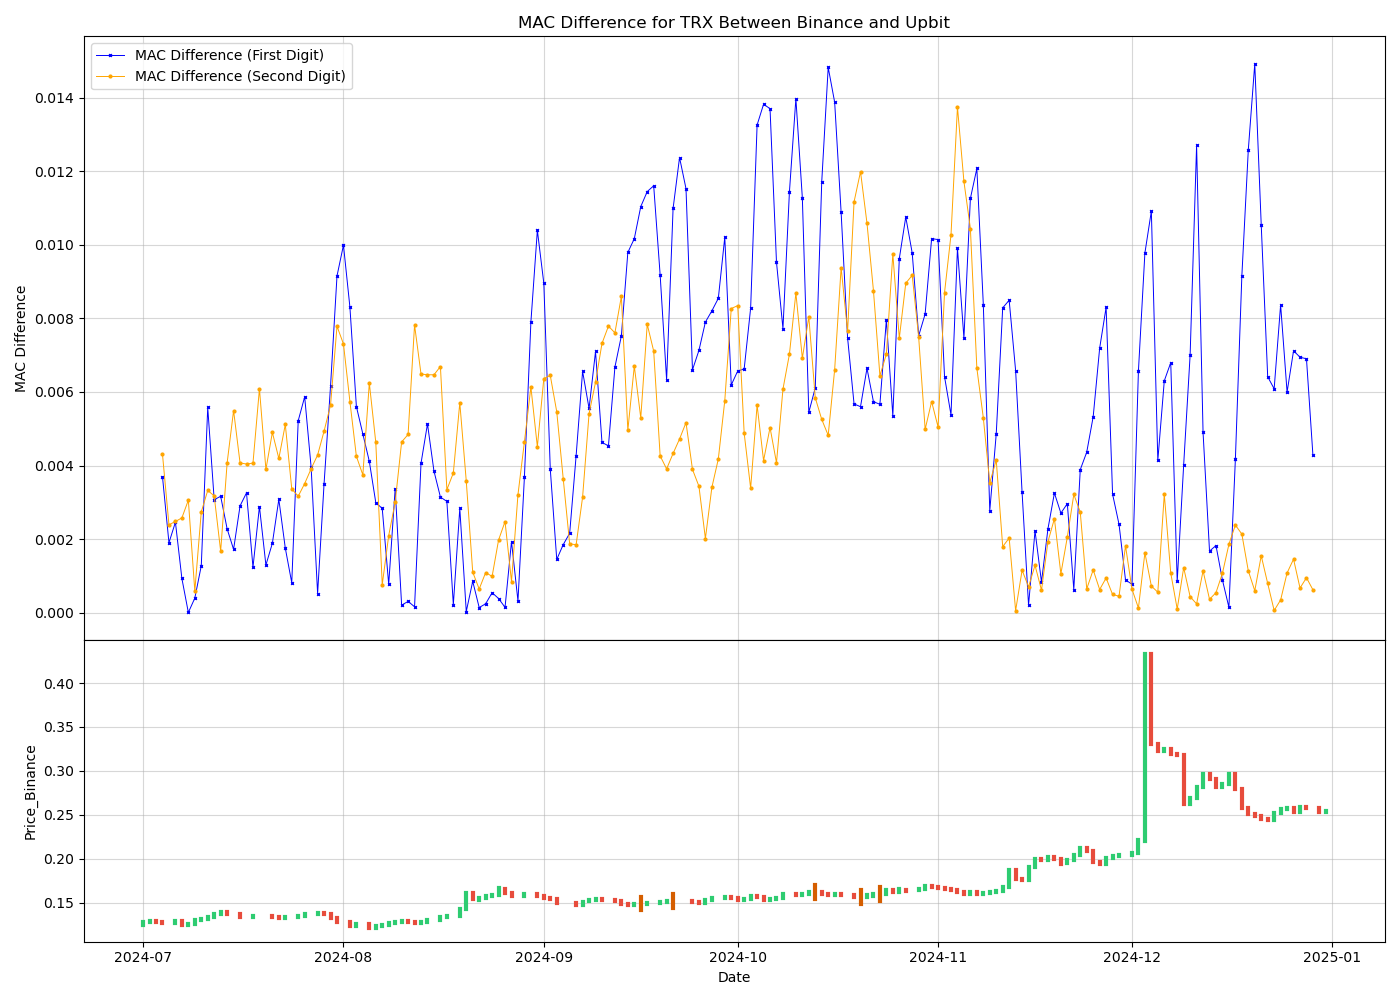 MAC Difference for TRX Between Binance and Upbit
MAC Difference (First Digit)
MAC Difference (Second Digit)
MAC Difference
0.014
0.012
0.010
0.008
0.006
0.004
0.002
0.000
Price_Binance
0.40
0.35
0.30
0.25
0.20
0.15
2024-07 2024-08 2024-09 2024-10 2024-11 2024-12 2025-01
Date